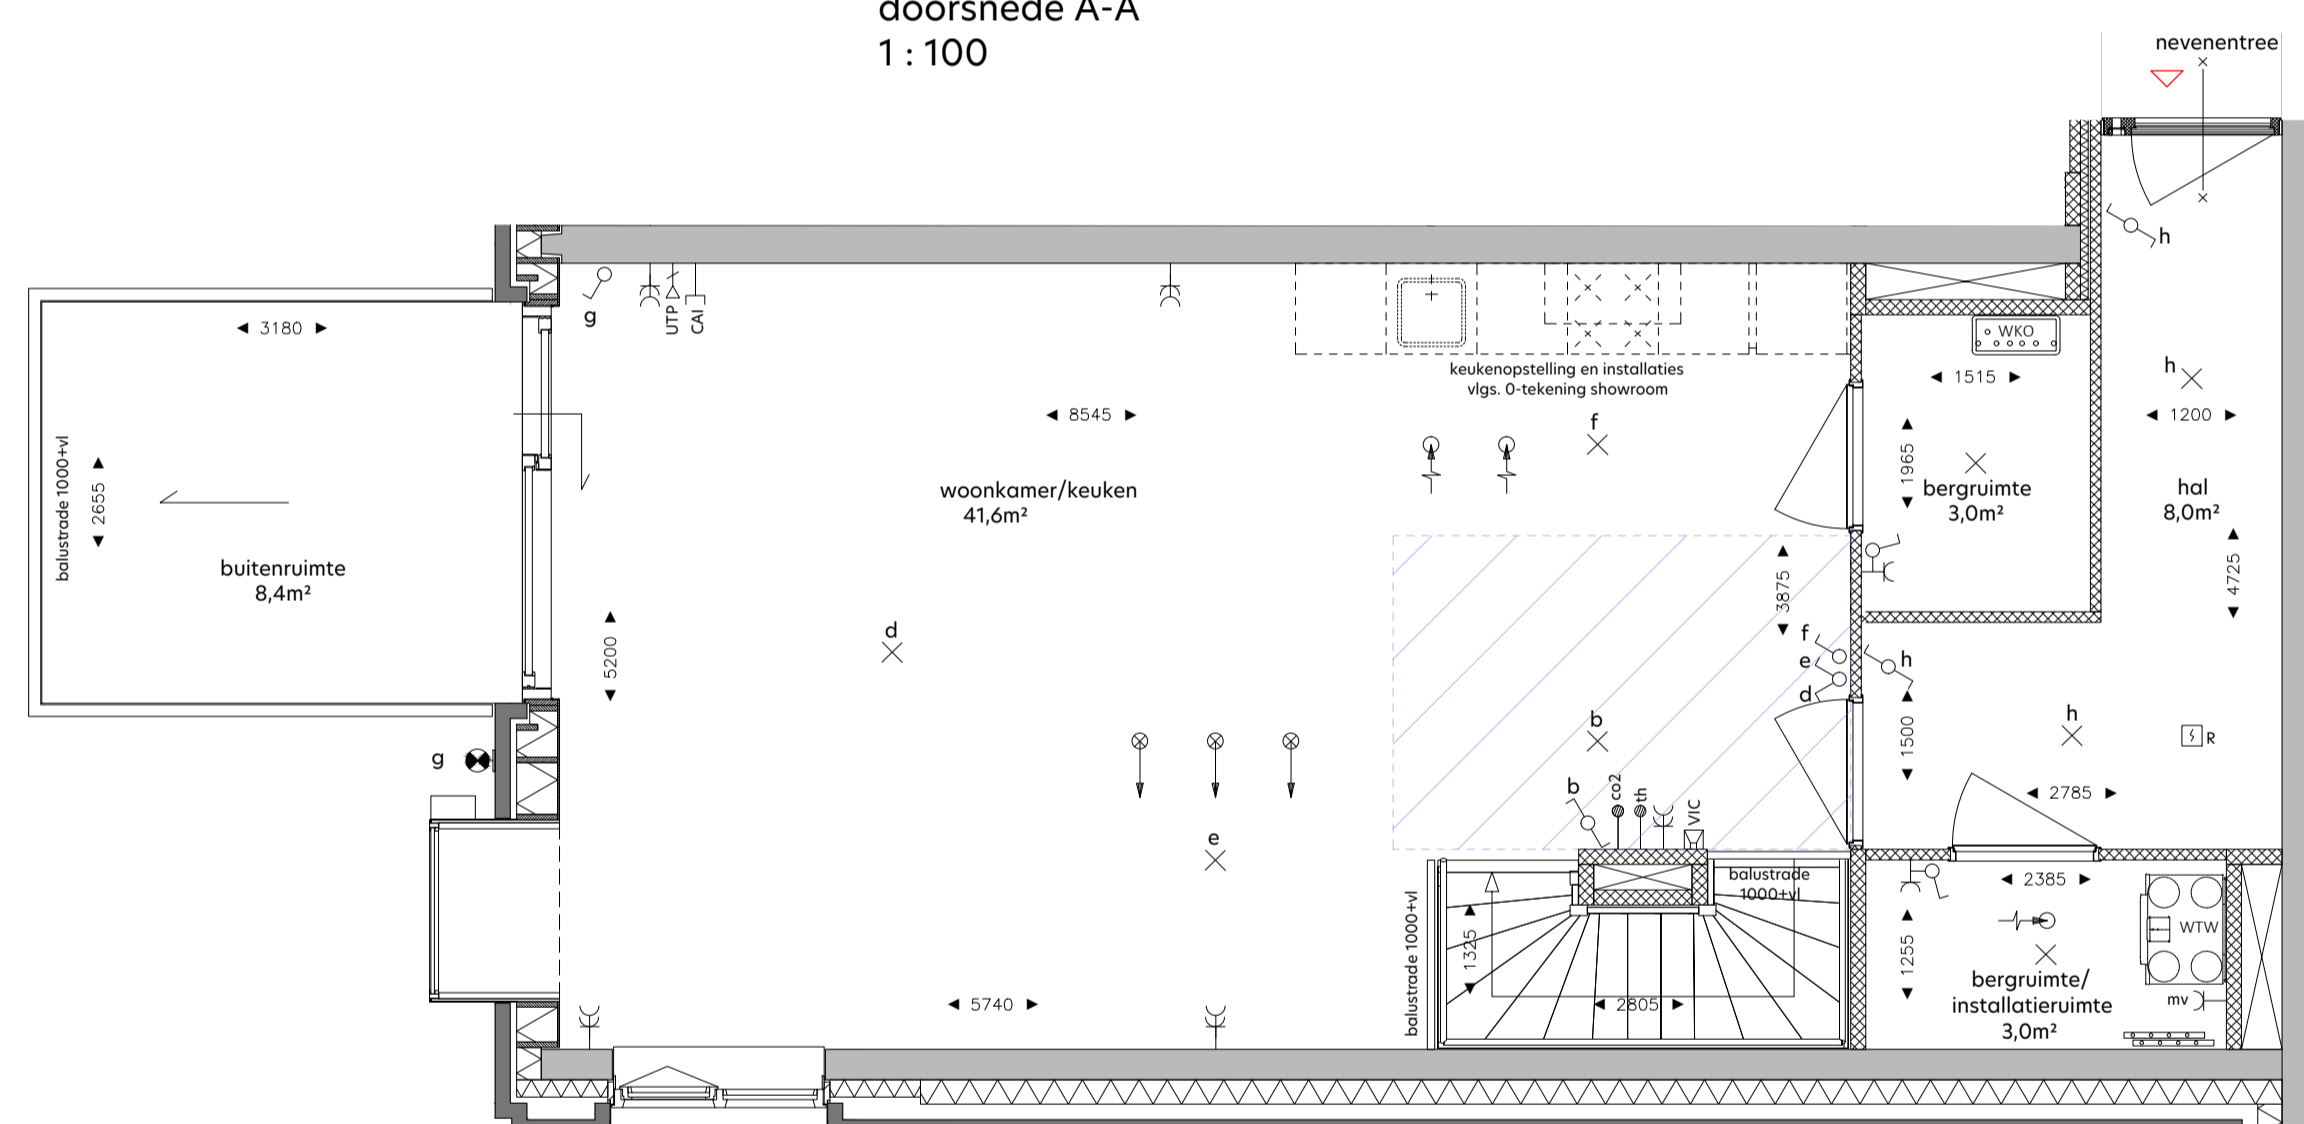 doorsnede A-A
1 : 100
nevenentree
h
g
UTP
CAI
3180
WKO
keukenopstelling en installaties
vlgs. 0-tekening showroom
1515
h
8545
1200
f
balustrade 1000+vl
2655
1965
woonkamer/keuken
41,6m²
bergruimte
3,0m²
hal
8,0m²
buitenruimte
8,4m²
3875
4725
5200
d
f
e
d
h
b
h
R
1500
g
b
co2
th
VIC
2785
e
balustrade
1000+vl
2385
balustrade 1000+vl
1325
1255
WTW
bergruimte/
installatieruimte
3,0m²
mv
5740
2805